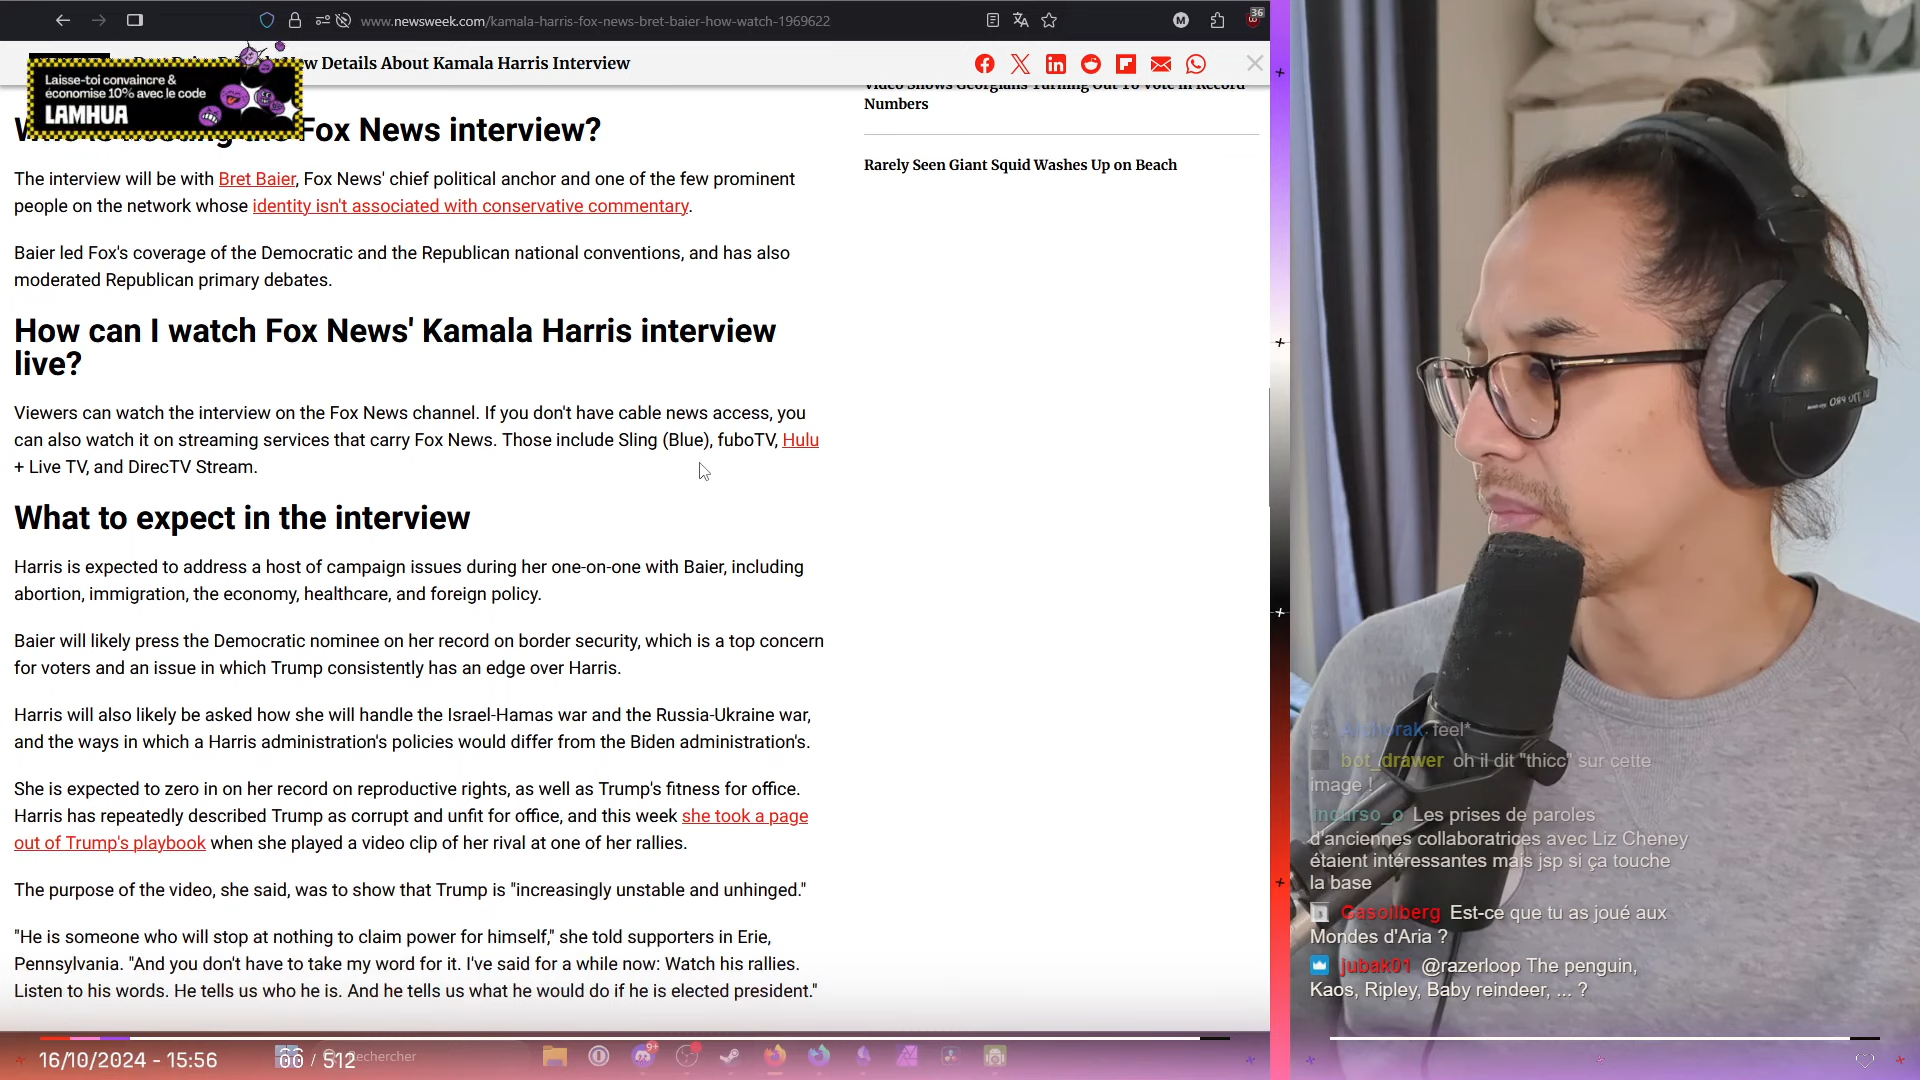 www.newsweek.com/kamala-harris-fox-news-bret-baier-how-watch-1969622
M
36
w Details About Kamala Harris Interview
Laisse-toi convaincre &
économise 10% avec le code
LAMHUA
Fox News interview?
The interview will be with Bret Baier, Fox News' chief political anchor and one of the few prominent
people on the network whose identity isn't associated with conservative commentary.
Baier led Fox's coverage of the Democratic and the Republican national conventions, and has also
moderated Republican primary debates.
How can I watch Fox News' Kamala Harris interview
live?
Viewers can watch the interview on the Fox News channel. If you don't have cable news access, you
can also watch it on streaming services that carry Fox News. Those include Sling (Blue), fuboTV, Hulu
+ Live TV, and DirecTV Stream.
What to expect in the interview
Harris is expected to address a host of campaign issues during her one-on-one with Baier, including
abortion, immigration, the economy, healthcare, and foreign policy.
Baier will likely press the Democratic nominee on her record on border security, which is a top concern
for voters and an issue in which Trump consistently has an edge over Harris.
Harris will also likely be asked how she will handle the Israel-Hamas war and the Russia-Ukraine war,
and the ways in which a Harris administration's policies would differ from the Biden administration's.
She is expected to zero in on her record on reproductive rights, as well as Trump's fitness for office.
Harris has repeatedly described Trump as corrupt and unfit for office, and this week she took a page
out of Trump's playbook when she played a video clip of her rival at one of her rallies.
The purpose of the video, she said, was to show that Trump is "increasingly unstable and unhinged."
"He is someone who will stop at nothing to claim power for himself," she told supporters in Erie,
Pennsylvania. "And you don't have to take my word for it. I've said for a while now: Watch his rallies.
Listen to his words. He tells us who he is. And he tells us what he would do if he is elected president."
Video Shows Georgians Turning Out To Vote in Record
Numbers
Rarely Seen Giant Squid Washes Up on Beach
16/10/2024 - 15:56
00 / 512
Rechercher
9+
DT 770 PRO
feel*
bot_drawer oh il dit "thicc" sur cette
image !
incurso_o Les prises de paroles
d'anciennes collaboratrices avec Liz Cheney
étaient intéressantes mais jsp si ça touche
la base
Gasoilberg Est-ce que tu as joué aux
Mondes d'Aria ?
jubak01 @razerloop The penguin,
Kaos, Ripley, Baby reindeer, ... ?